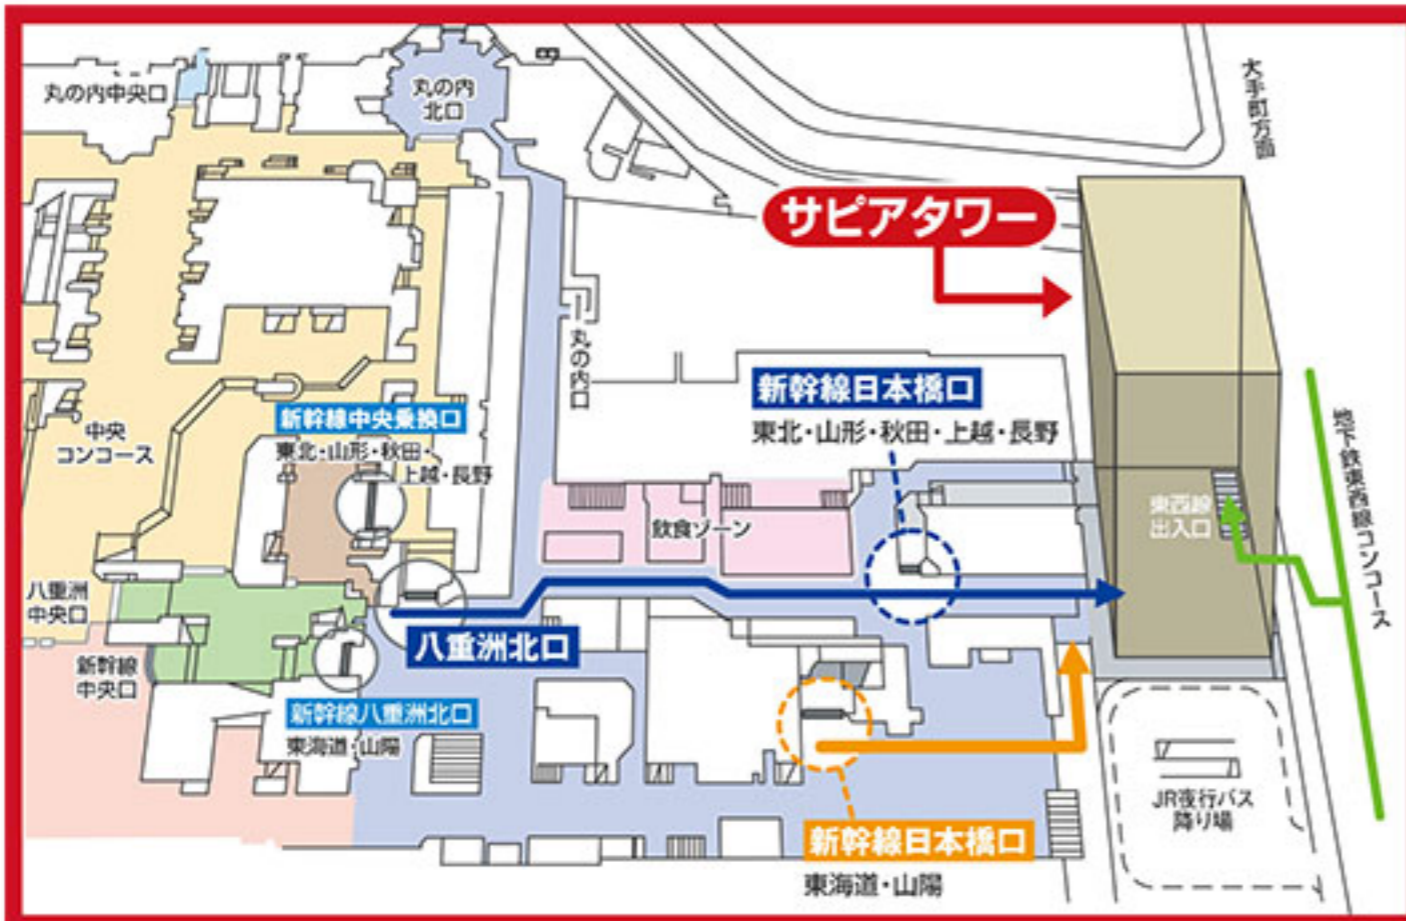 丸の内中央口
丸の内
北口
大手町方面
サピアタワー
丸の内口
新幹線日本橋口
東北・山形・秋田・上越・長野
新幹線中央乗換口
東北・山形・秋田・
上越・長野
中央
コンコース
地下鉄東西線コンコース
東西線
出入口
飲食ゾーン
八重洲
中央口
八重洲北口
新幹線
中央口
新幹線八重洲北口
東海道・山陽
JR夜行バス
降り場
新幹線日本橋口
東海道・山陽